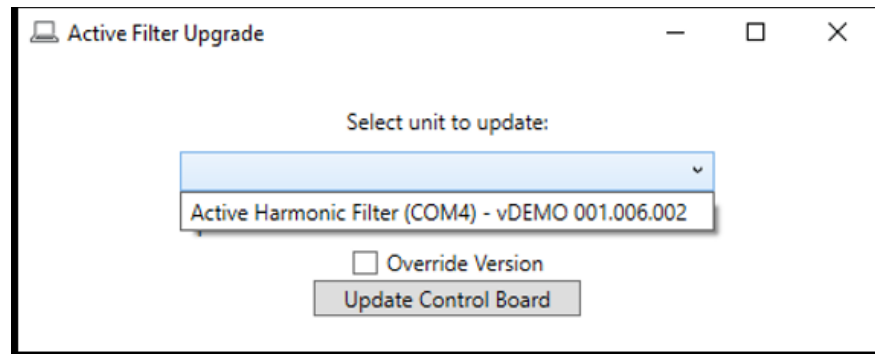 Active Filter Upgrade
Select unit to update:
Active Harmonic Filter (COM4) - vDEMO 001.006.002
Override Version
Update Control Board